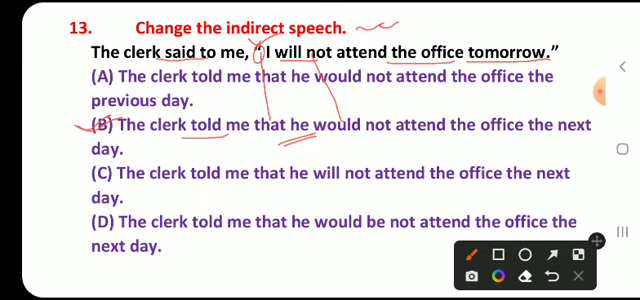 13. Change the indirect speech.
The clerk said to me, “I will not attend the office tomorrow.”
(A) The clerk told me that he would not attend the office the
previous day.
(B) The clerk told me that he would not attend the office the next
day.
(C) The clerk told me that he will not attend the office the next
day.
(D) The clerk told me that he would be not attend the office the
next day.